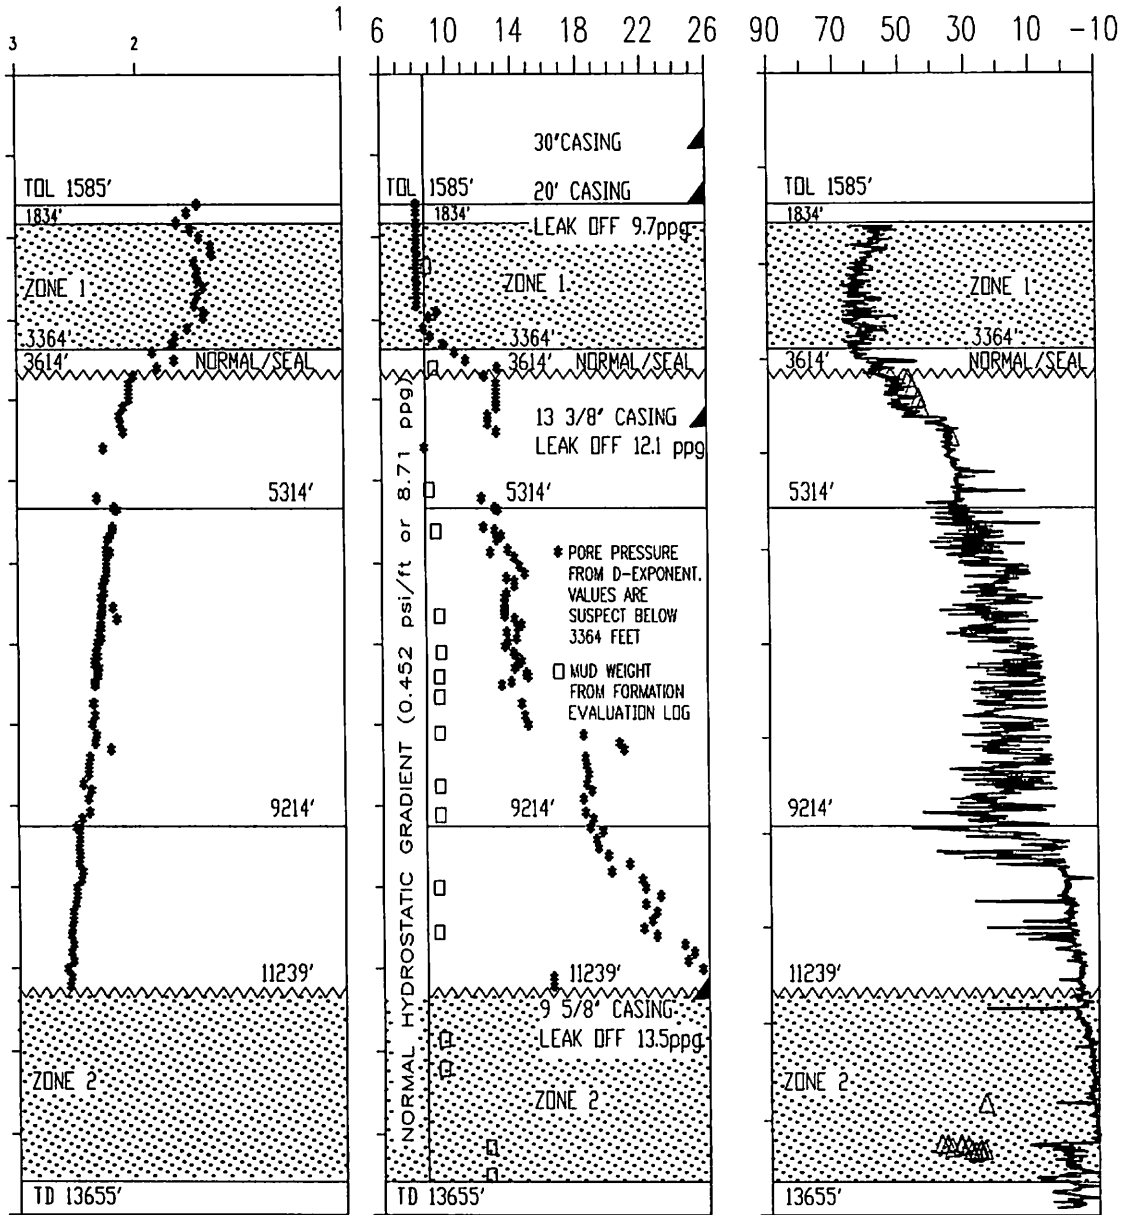 3 2 1
TOL 1585'
1834'
ZONE 1
3364'
3614' NORMAL/SEAL
5314'
9214'
11239'
ZONE 2
TD 13655'
6 10 14 18 22 26
30"CASING
TOL 1585'
20' CASING
1834'
LEAK OFF 9.7ppg
ZONE 1
3364'
3614' NORMAL/SEAL
13 3/8" CASING
LEAK OFF 12.1 ppg
5314'
PORE PRESSURE
FROM D-EXPONENT.
VALUES ARE
SUSPECT BELOW
3364 FEET
MUD WEIGHT
FROM FORMATION
EVALUATION LOG
NORMAL HYDROSTATIC GRADIENT (0.452 psi/ft or 8.71 ppg)
9214'
11239'
9 5/8" CASING
LEAK OFF 13.5ppg
ZONE 2
TD 13655'
90 70 50 30 10 -10
TOL 1585'
1834'
ZONE 1
3364'
3614' NORMAL/SEAL
5314'
9214'
11239'
ZONE 2
13655'